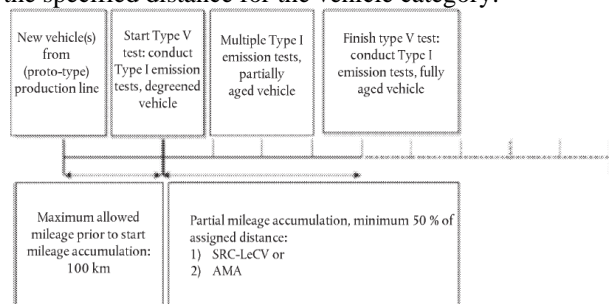 the specified distance for the vehicle category.
New vehicle(s)
from
(proto-type)
production line
Start Type V
test: conduct
Type I emission
tests, degreened
vehicle
Multiple Type I
emission tests,
partially
aged vehicle
Finish type V test:
conduct Type I
emission tests, fully
aged vehicle
Maximum allowed
mileage prior to start
mileage accumulation:
100 km
Partial mileage accumulation, minimum 50 % of
assigned distance:
1) SRC-LeCV or
2) AMA